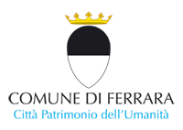 COMUNE DI FERRARA
Città Patrimonio dell'Umanità